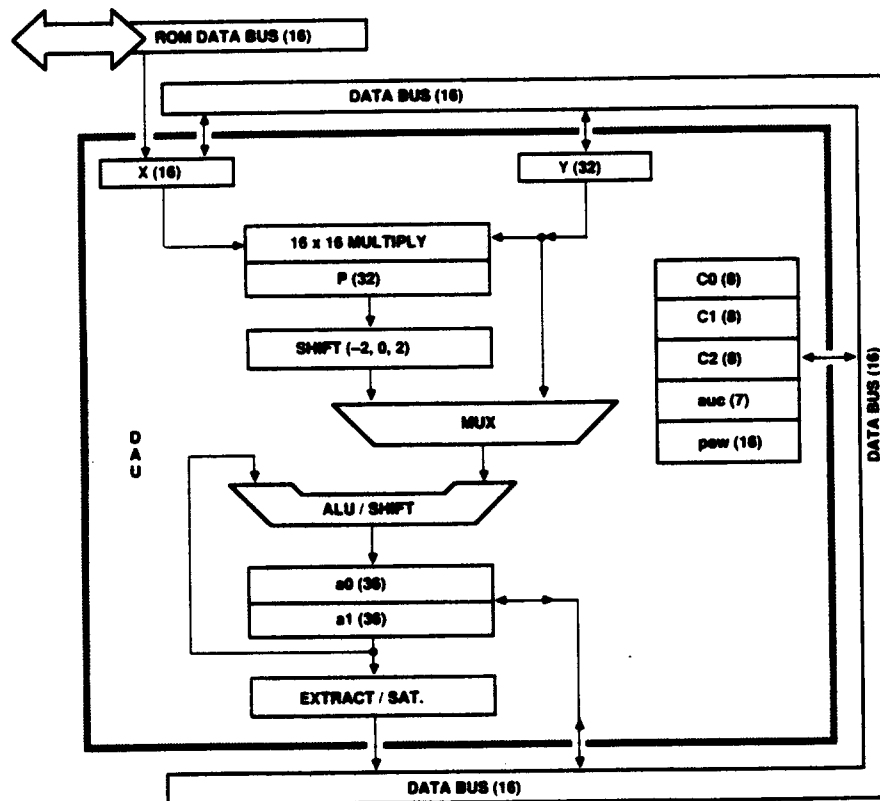 ROM DATA BUS (16)
DATA BUS (16)
X (16)
Y (32)
16 x 16 MULTIPLY
P (32)
SHIFT (–2, 0, 2)
MUX
C0 (8)
C1 (8)
C2 (8)
auc (7)
psw (16)
DATA BUS (16)
DAU
ALU / SHIFT
a0 (36)
a1 (36)
EXTRACT / SAT.
DATA BUS (16)